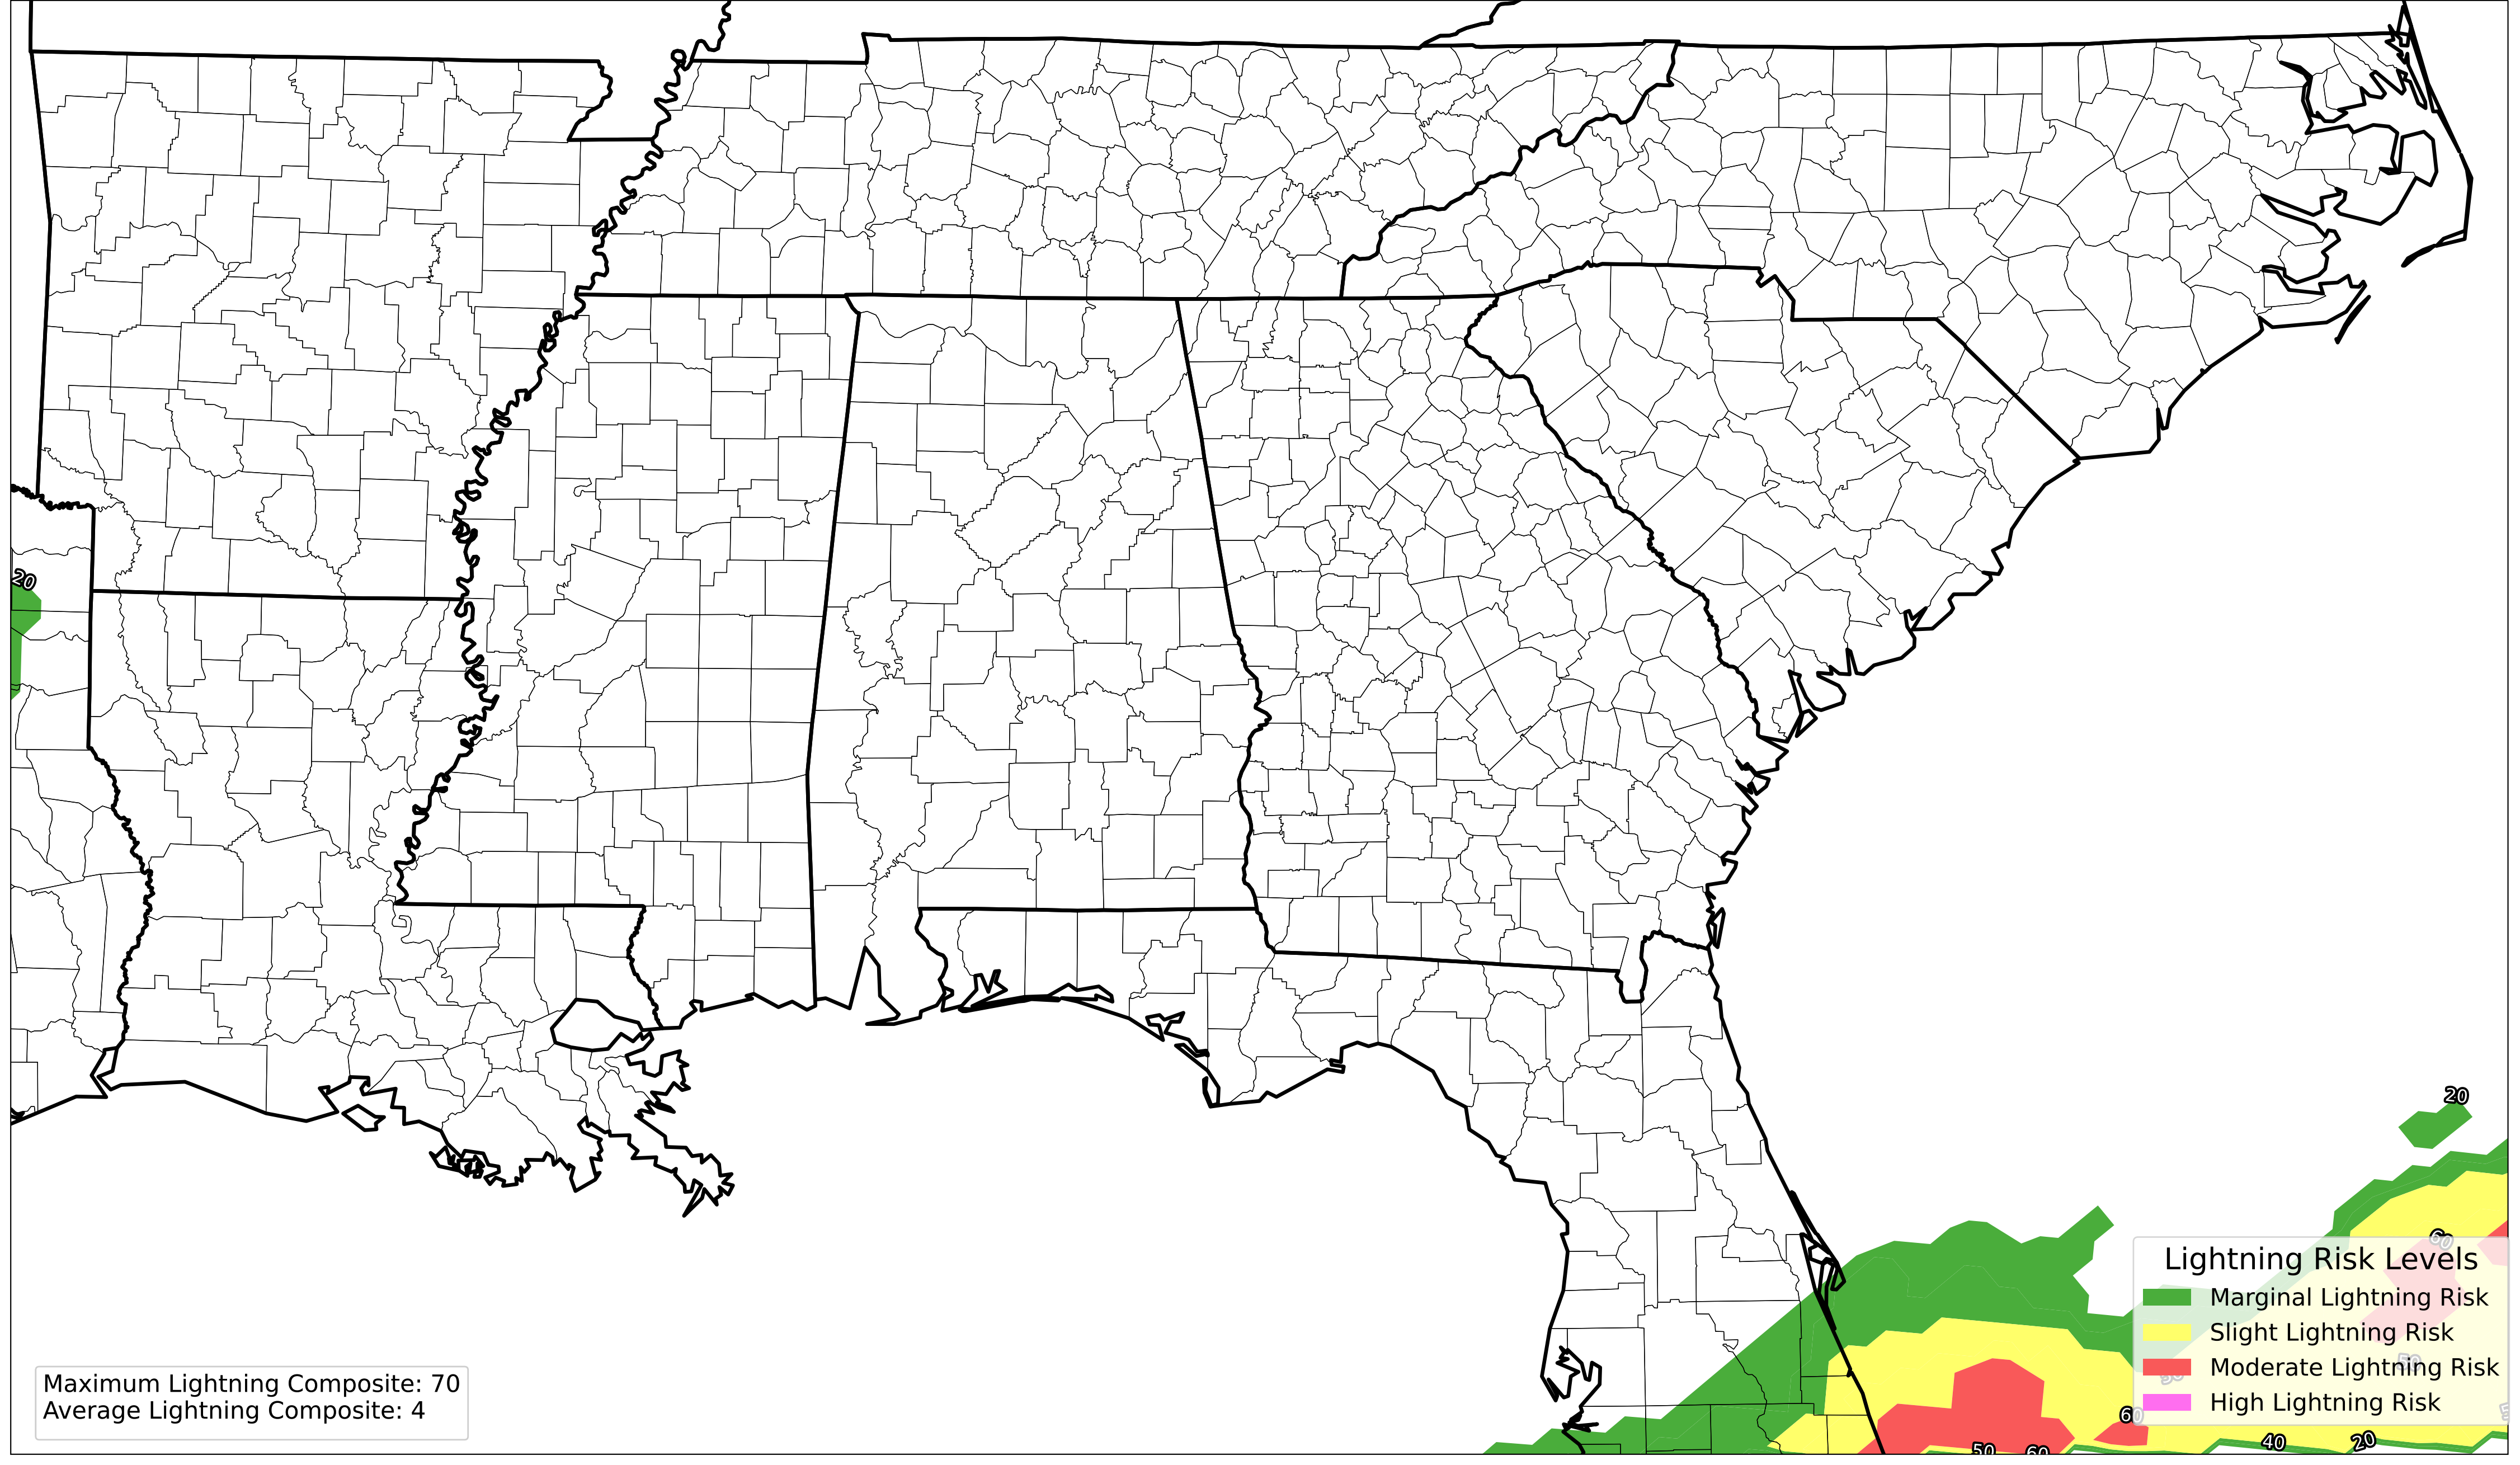 20
20
60
Lightning Risk Levels
Marginal Lightning Risk
Slight Lightning Risk
50
Moderate Lightning Risk
High Lightning Risk
60
Maximum Lightning Composite: 70
Average Lightning Composite: 4
50
60
40
20